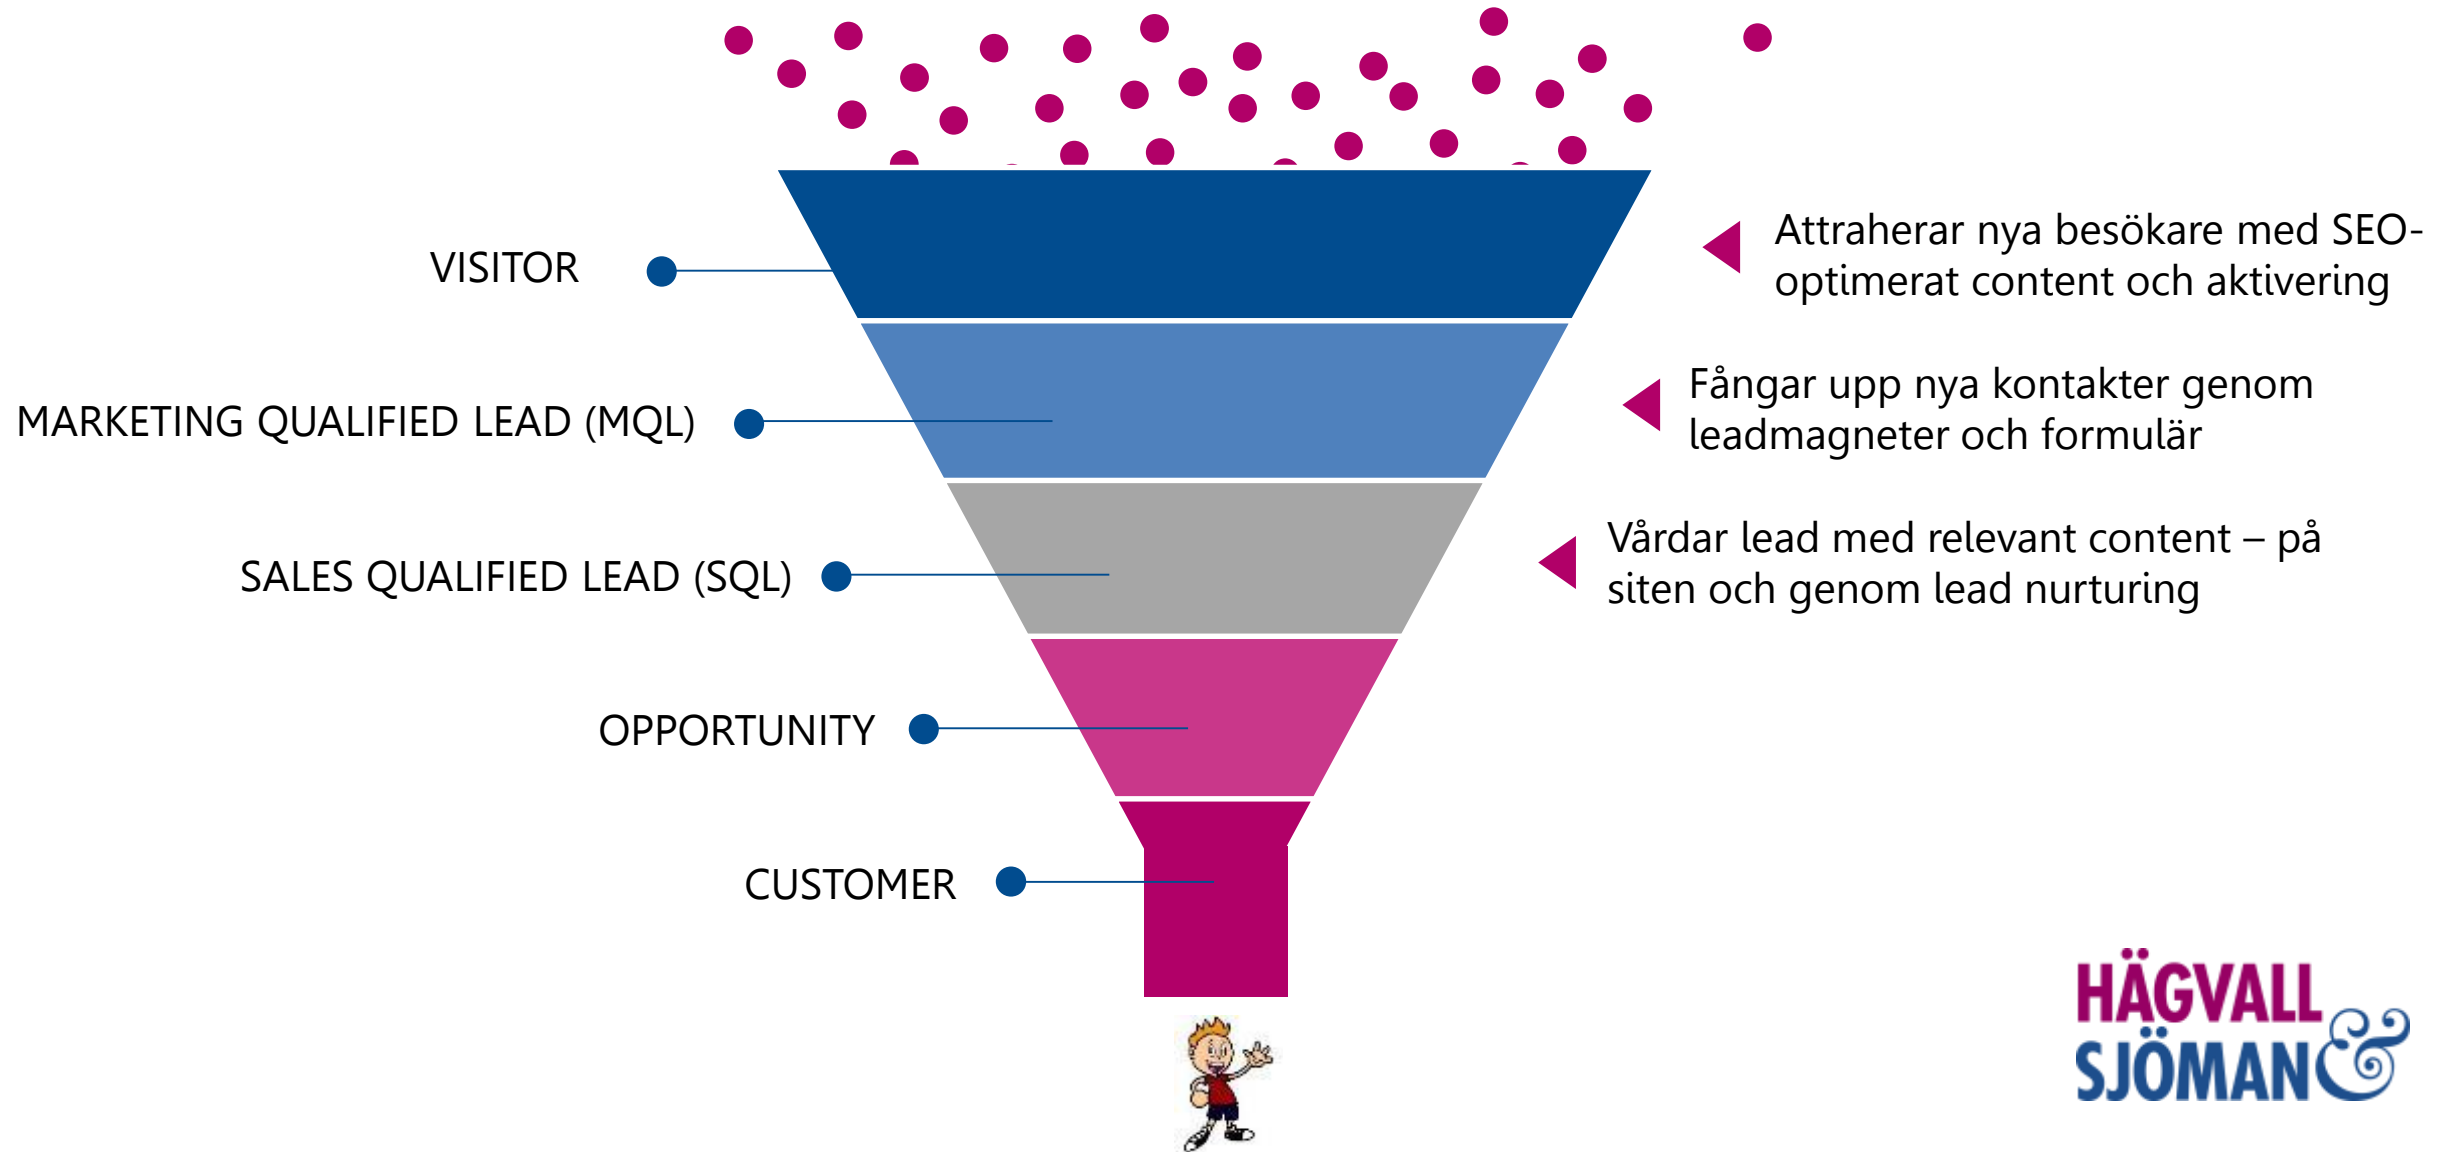 VISITOR
Attraherar nya besökare med SEO-
optimerat content och aktivering
MARKETING QUALIFIED LEAD (MQL)
Fångar upp nya kontakter genom
leadmagneter och formulär
SALES QUALIFIED LEAD (SQL)
Vårdar lead med relevant content – på
siten och genom lead nurturing
OPPORTUNITY
CUSTOMER
HÄGVALL
SJÖMAN&